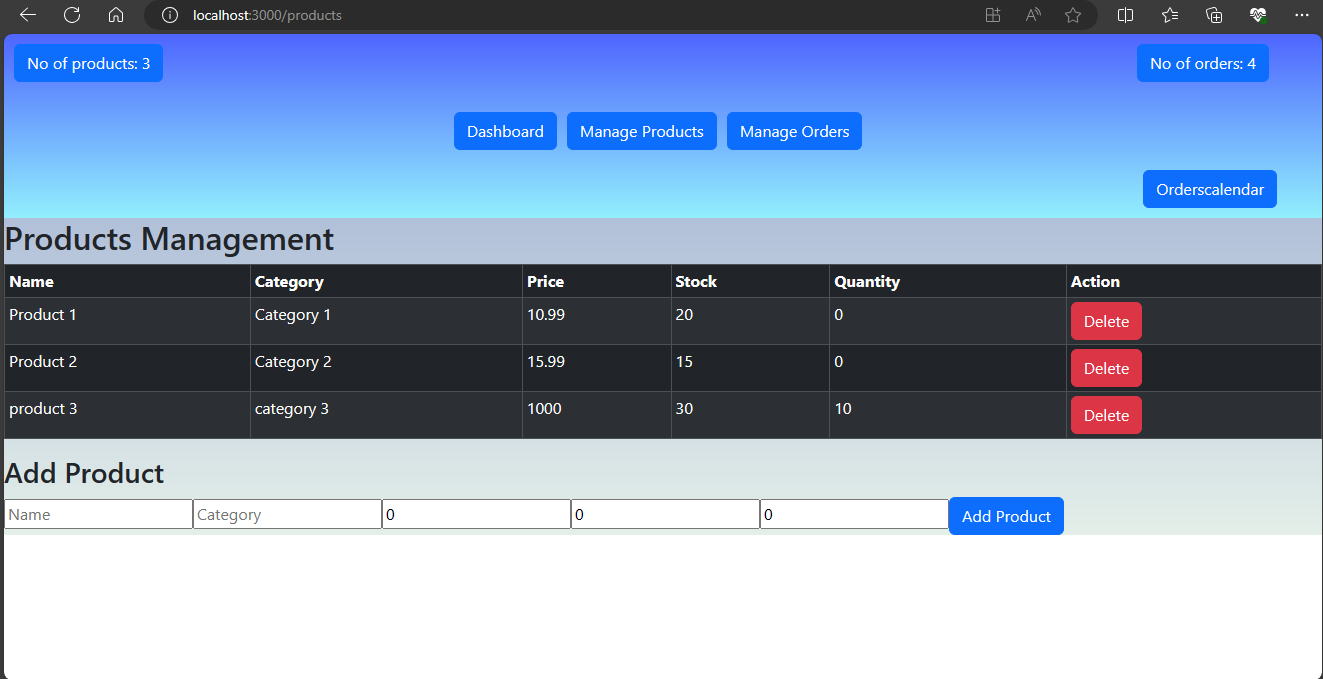 localhost:3000/products
No of products: 3 No of orders: 4
Dashboard Manage Products Manage Orders
Orderscalendar
Products Management
Name Category Price Stock Quantity Action
Product 1 Category 1 10.99 20 0 Delete
Product 2 Category 2 15.99 15 0 Delete
product 3 category 3 1000 30 10 Delete
Add Product
Name Category 0 0 0 Add Product